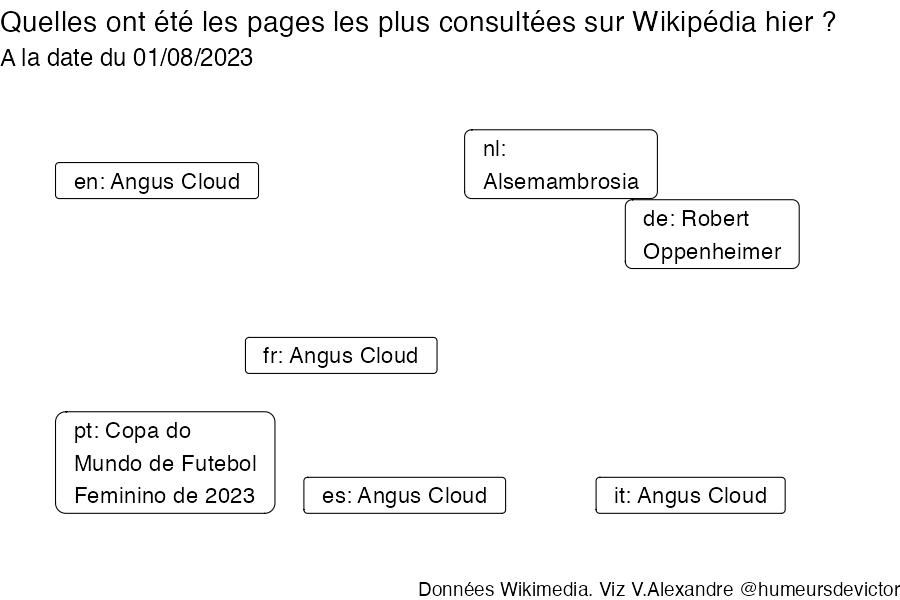 Quelles ont été les pages les plus consultées sur Wikipédia hier ?
A la date du 01/08/2023
nl:
Alsemambrosia
en: Angus Cloud
de: Robert
Oppenheimer
fr: Angus Cloud
pt: Copa do
Mundo de Futebol
Feminino de 2023
es: Angus Cloud
it: Angus Cloud
Données Wikimedia. Viz V.Alexandre @humeursdevictor